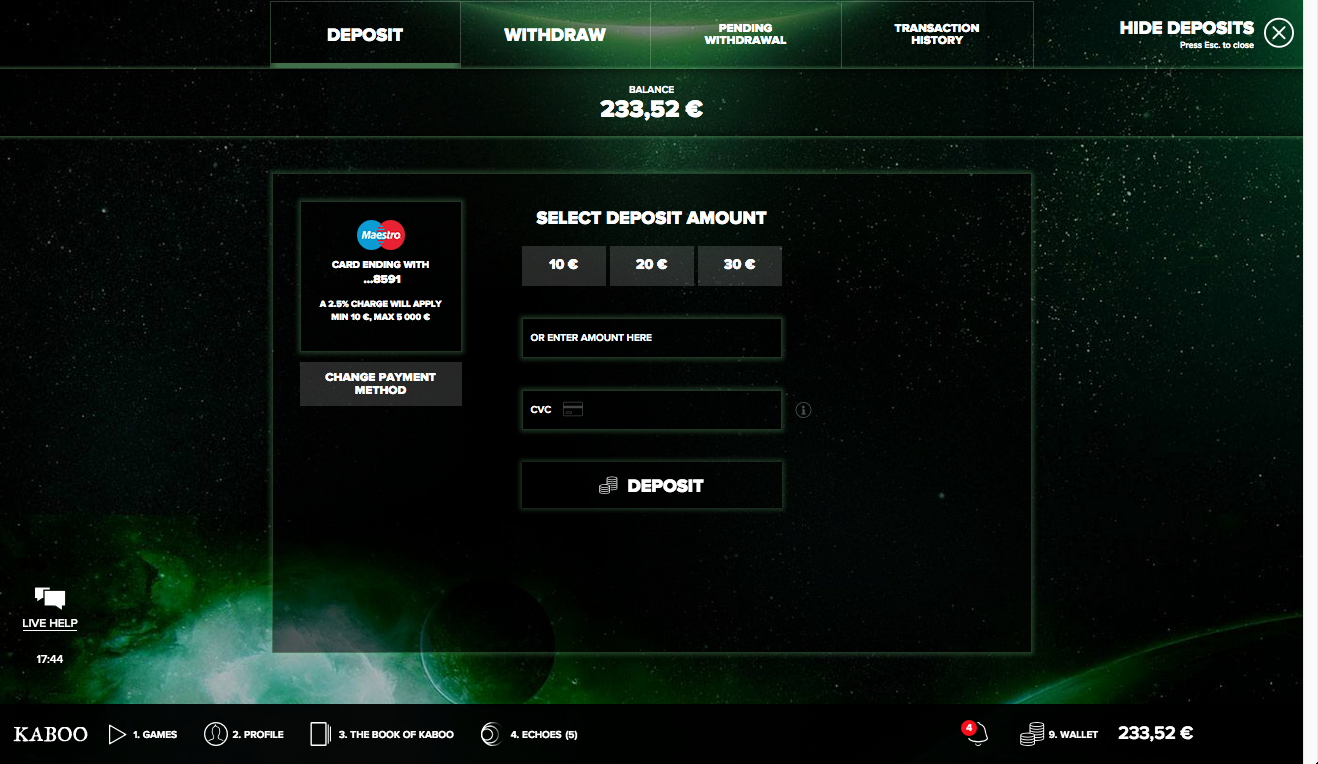 DEPOSIT
WITHDRAW
PENDING
WITHDRAWAL
TRANSACTION
HISTORY
HIDE DEPOSITS
Press Esc. to close
BALANCE
233,52 €
Maestro
CARD ENDING WITH
...8591
A 2.5% CHARGE WILL APPLY
MIN 10 €, MAX 5 000 €
CHANGE PAYMENT
METHOD
SELECT DEPOSIT AMOUNT
10 €
20 €
30 €
OR ENTER AMOUNT HERE
CVC
DEPOSIT
LIVE HELP
17:44
KABOO
1. GAMES
2. PROFILE
3. THE BOOK OF KABOO
4. ECHOES (5)
4
9. WALLET
233,52 €